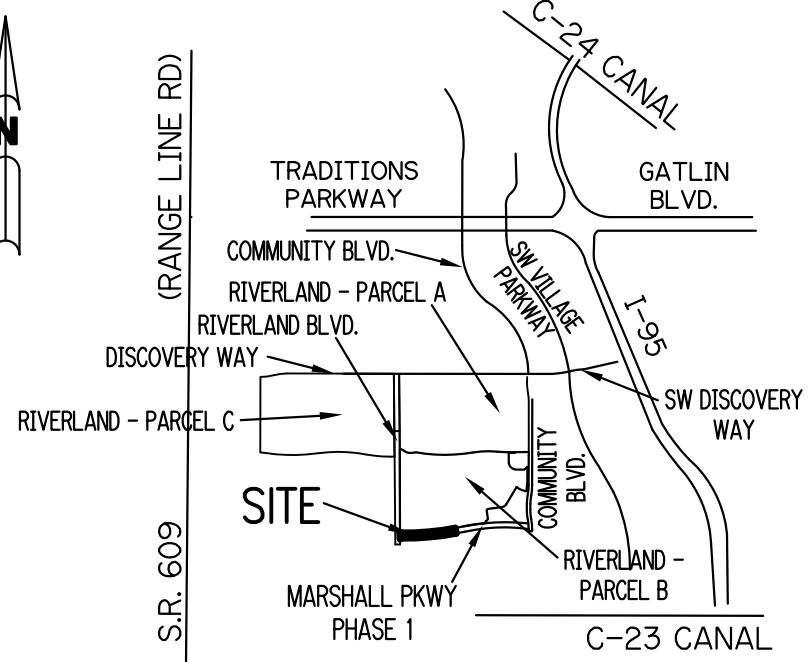 C-24 CANAL
N
(RANGE LINE RD)
TRADITIONS
PARKWAY
GATLIN
BLVD.
COMMUNITY BLVD.
SW VILLAGE
PARKWAY
RIVERLAND - PARCEL A
I-95
RIVERLAND BLVD.
DISCOVERY WAY
SW DISCOVERY
WAY
RIVERLAND - PARCEL C
COMMUNITY
BLVD.
SITE
S.R. 609
RIVERLAND -
PARCEL B
MARSHALL PKWY
PHASE 1
C-23 CANAL